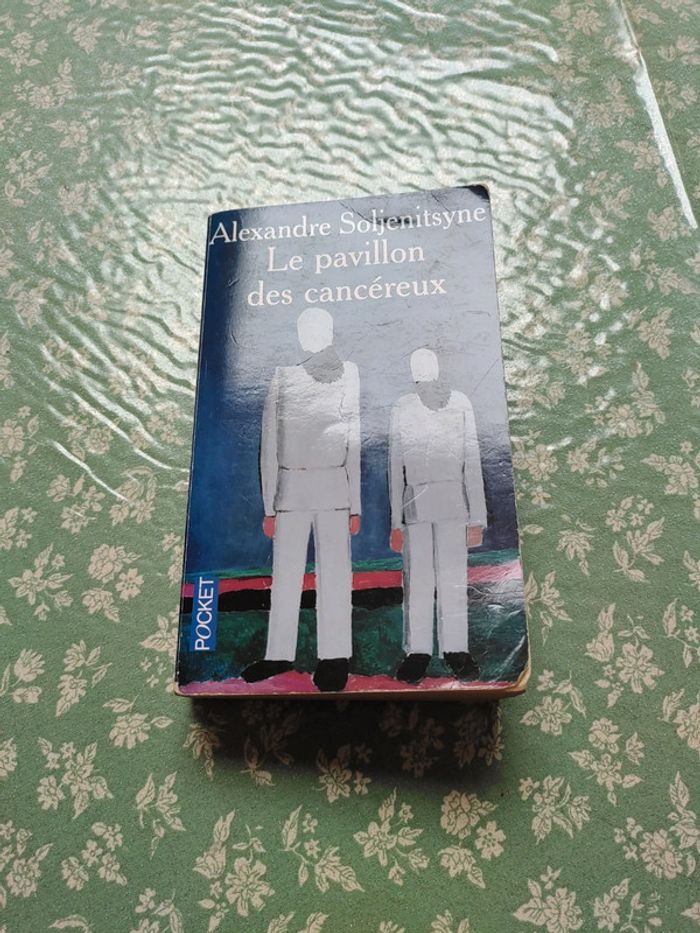 Alexandre Soljenitsyne
Le pavillon
des cancéreux
POCKET